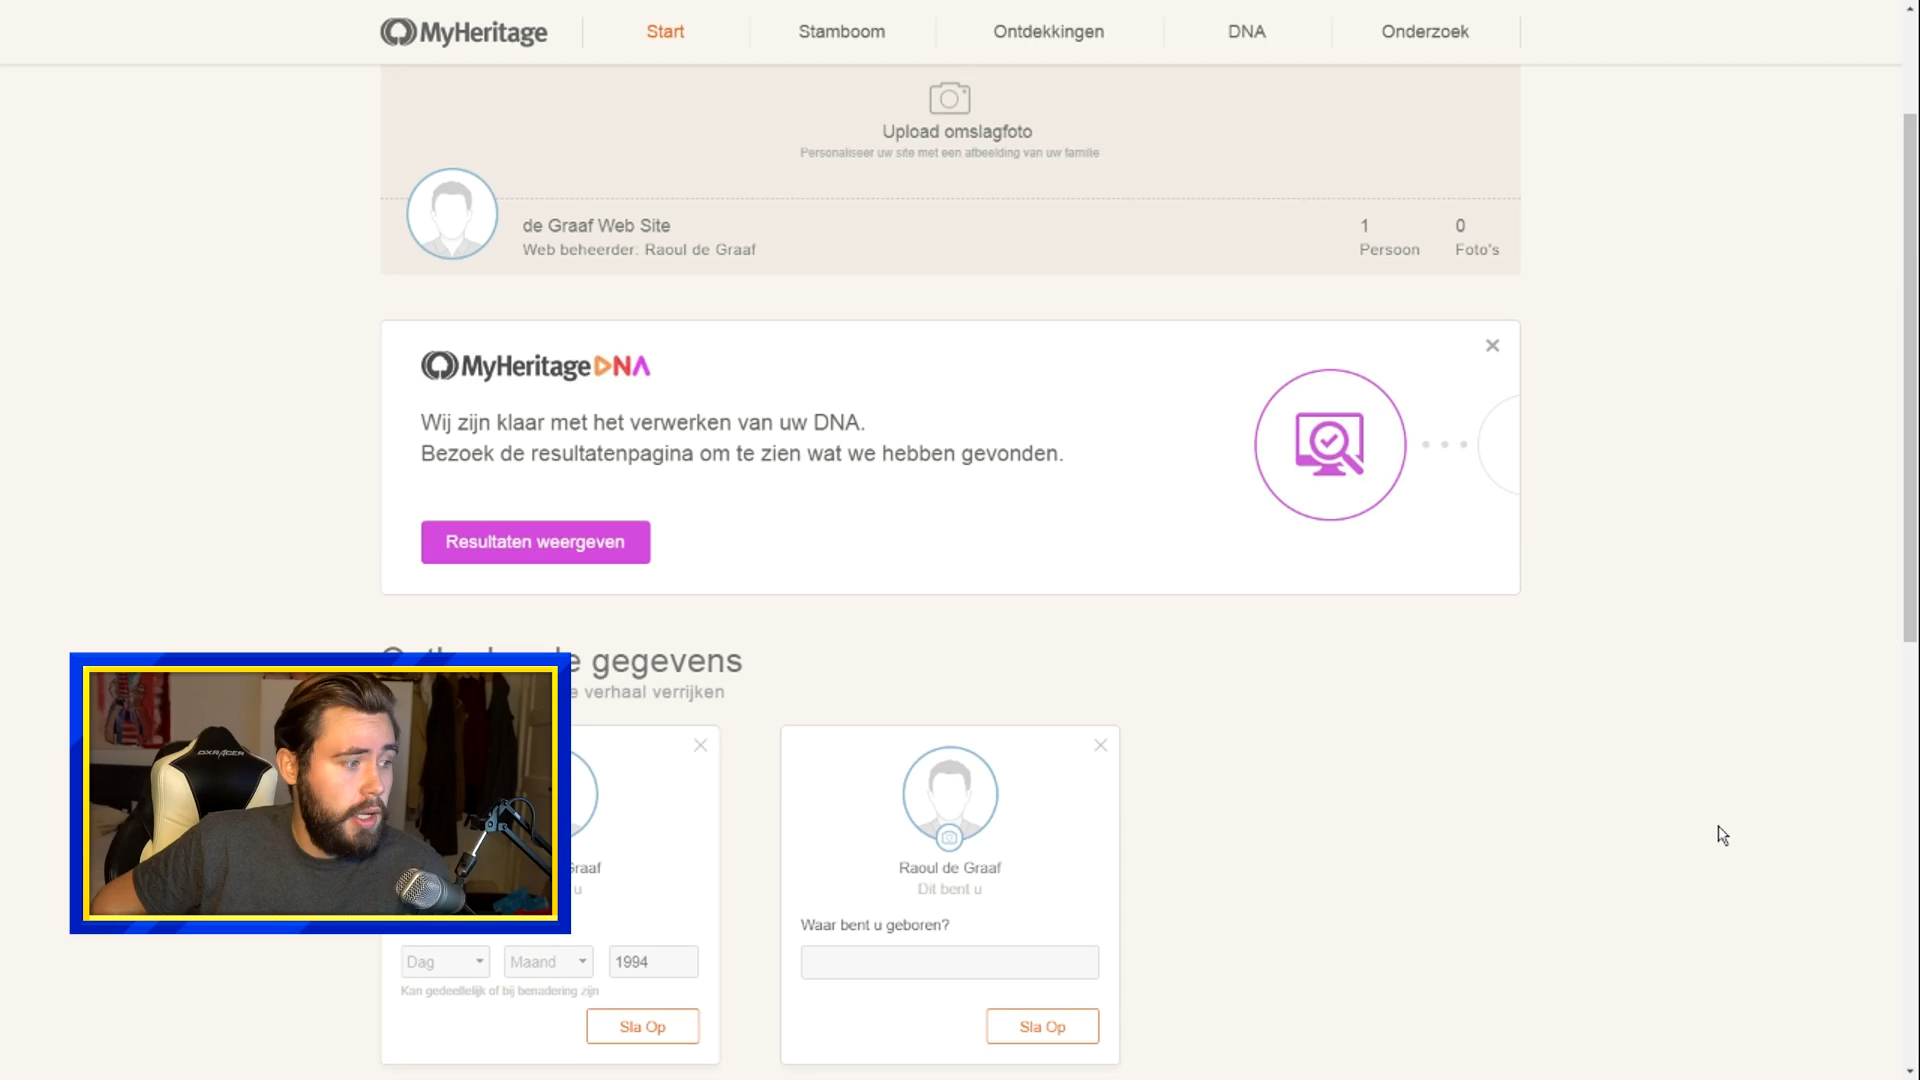 MyHeritage
Start
Stamboom
Ontdekkingen
DNA
Onderzoek
Upload omslagfoto
Personaliseer uw site met een afbeelding van uw familie
de Graaf Web Site
Web beheerder: Raoul de Graaf
1
Persoon
0
Foto's
MyHeritage DNA
Wij zijn klaar met het verwerken van uw DNA.
Bezoek de resultatenpagina om te zien wat we hebben gevonden.
Resultaten weergeven
gegevens
verhaal verrijken
DXRACER
Graaf
u
Dag
Maand
1994
Kan gedeeltelijk of bij benadering zijn
Sla Op
Raoul de Graaf
Dit bent u
Waar bent u geboren?
Sla Op